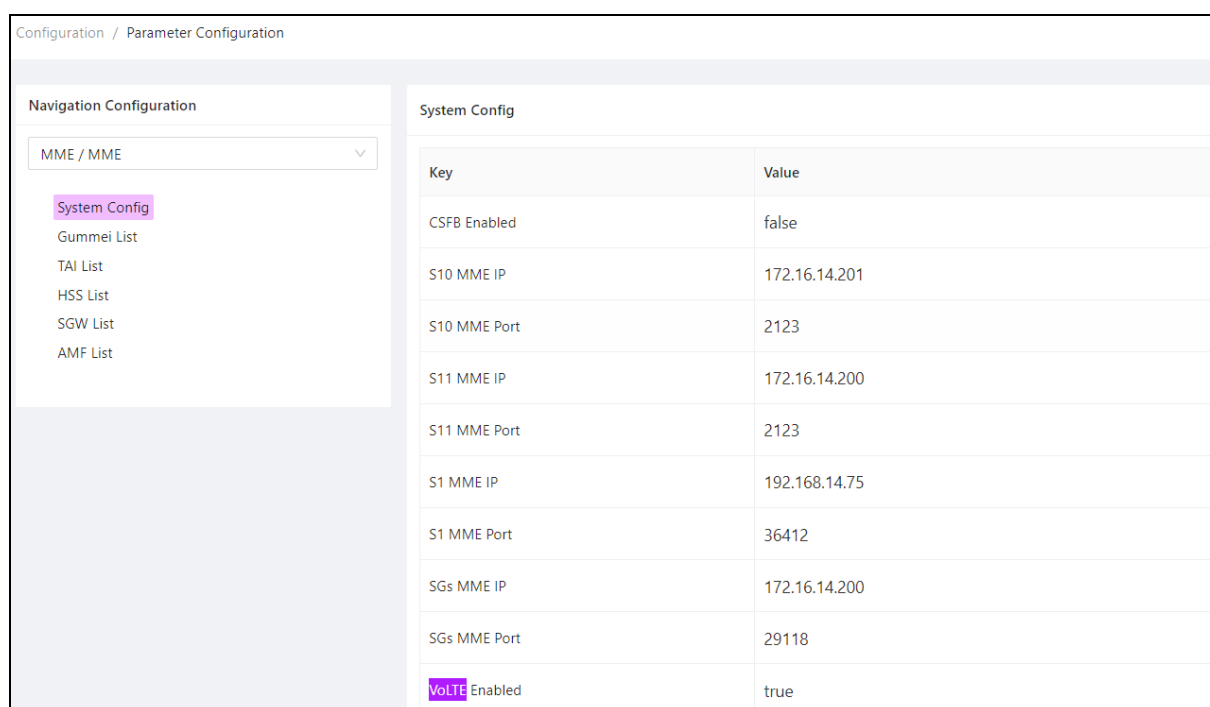 Configuration / Parameter Configuration
Navigation Configuration
MME / MME
System Config
Gummei List
TAI List
HSS List
SGW List
AMF List
System Config
Key Value
CSFB Enabled false
S10 MME IP 172.16.14.201
S10 MME Port 2123
S11 MME IP 172.16.14.200
S11 MME Port 2123
S1 MME IP 192.168.14.75
S1 MME Port 36412
SGs MME IP 172.16.14.200
SGs MME Port 29118
VoLTE Enabled true